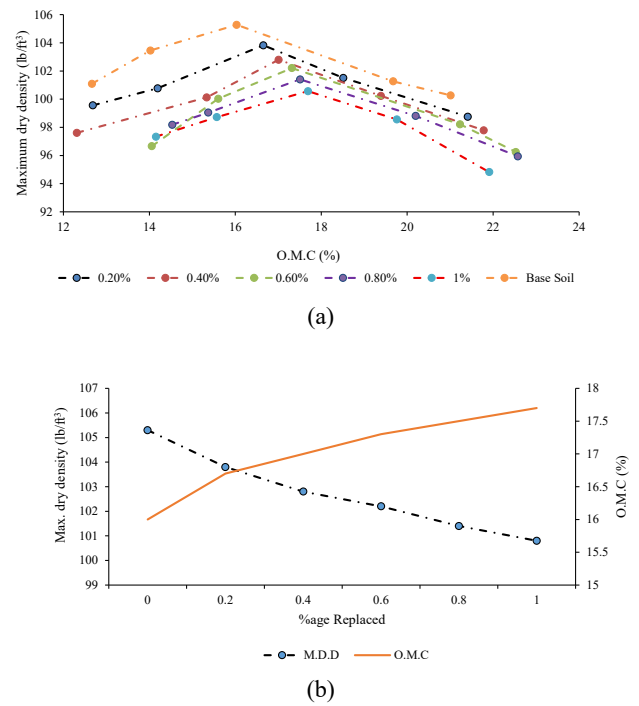 Maximum dry density (lb/ft³)
106
104
102
100
98
96
94
92
12 14 16 18 20 22 24
O.M.C (%)
0.20% 0.40% 0.60% 0.80% 1% Base Soil
(a)
Max. dry density (lb/ft³)
107
106
105
104
103
102
101
100
99
18
17.5
17
16.5
16
15.5
15
O.M.C (%)
0 0.2 0.4 0.6 0.8 1
%age Replaced
M.D.D O.M.C
(b)